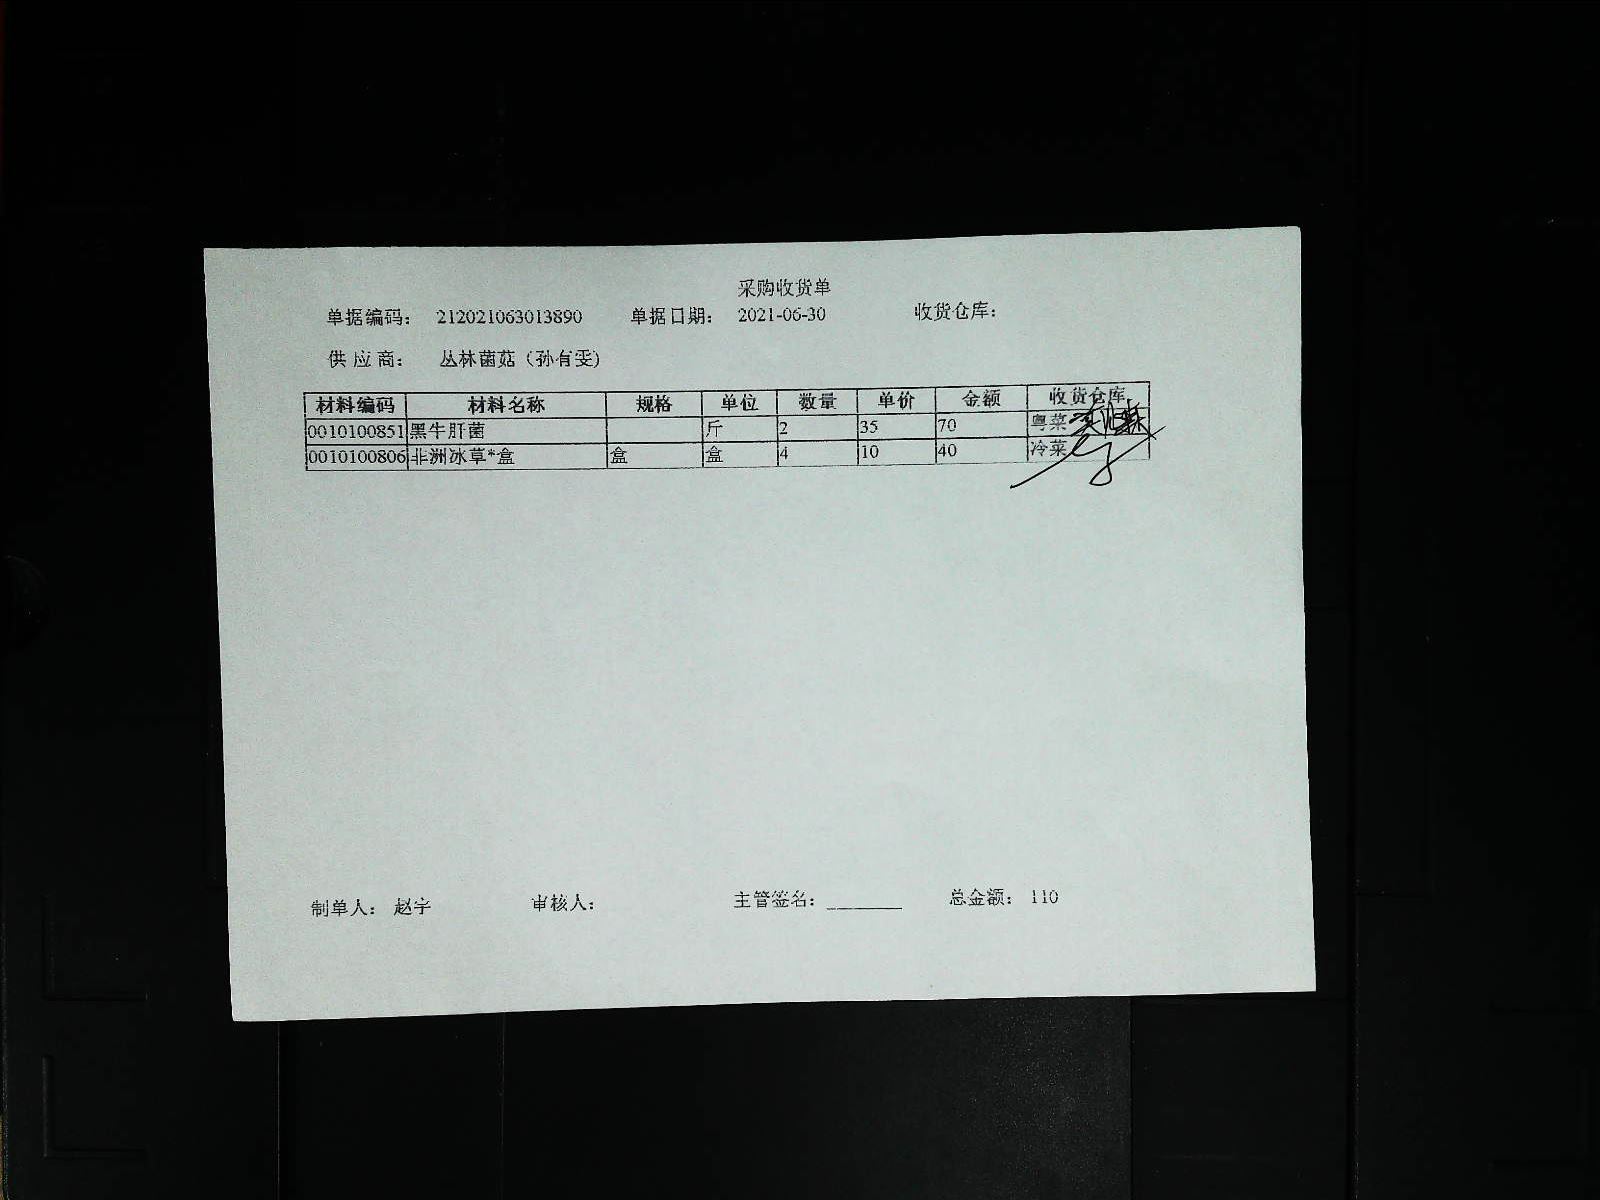 采购收货单
单据编码: 212021063013890 单据日期: 2021-06-30 收货仓库:
供应商: 丛林菌菇（孙有雯)
材料编码 材料名称 规格 单位 数量 单价 金额 收货仓库
0010100851 黑牛肝菌 斤 2 35 70 粤菜
0010100806 非洲冰草*盒 盒 盒 4 10 40 冷菜
制单人: 赵宇 审核人: 主管签名: ________ 总金额: 110